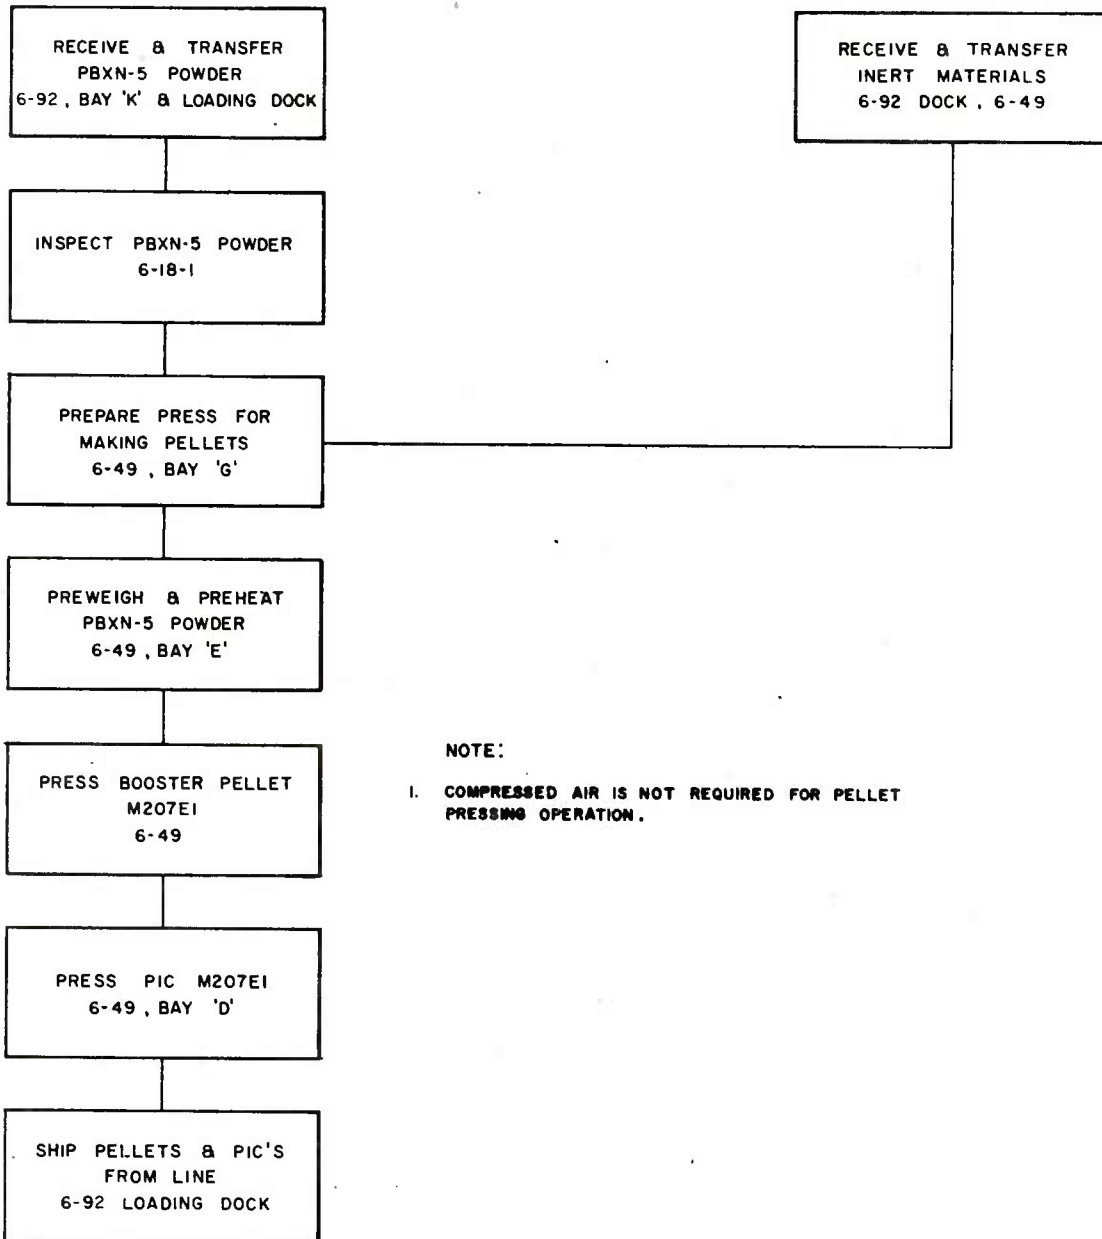 RECEIVE & TRANSFER
PBXN-5 POWDER
6-92, BAY 'K' & LOADING DOCK
RECEIVE & TRANSFER
INERT MATERIALS
6-92 DOCK, 6-49
INSPECT PBXN-5 POWDER
6-18-1
PREPARE PRESS FOR
MAKING PELLETS
6-49, BAY 'G'
PREWEIGH & PREHEAT
PBXN-5 POWDER
6-49, BAY 'E'
PRESS BOOSTER PELLET
M207E1
6-49
NOTE:
1. COMPRESSED AIR IS NOT REQUIRED FOR PELLET
PRESSING OPERATION.
PRESS PIC M207E1
6-49, BAY 'D'
SHIP PELLETS & PIC'S
FROM LINE
6-92 LOADING DOCK